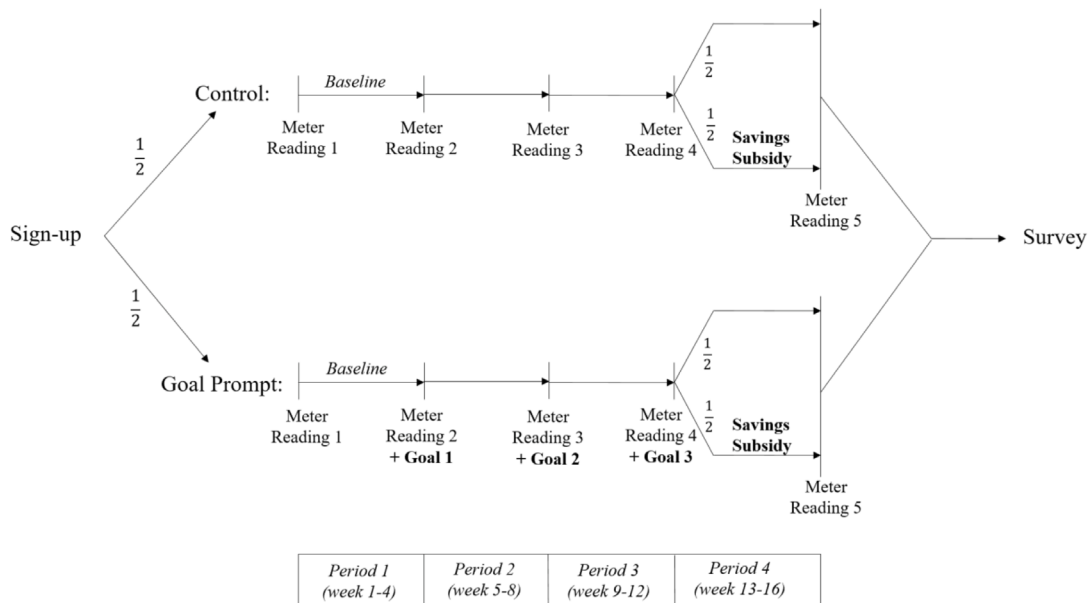 Control:
Baseline
Meter
Reading 1
Meter
Reading 2
Meter
Reading 3
Meter
Reading 4
1/2
1/2
Savings
Subsidy
Meter
Reading 5
1/2
Sign-up
1/2
Survey
Goal Prompt:
Baseline
Meter
Reading 1
Meter
Reading 2
+ Goal 1
Meter
Reading 3
+ Goal 2
Meter
Reading 4
+ Goal 3
1/2
1/2
Savings
Subsidy
Meter
Reading 5
Period 1
(week 1-4)
Period 2
(week 5-8)
Period 3
(week 9-12)
Period 4
(week 13-16)